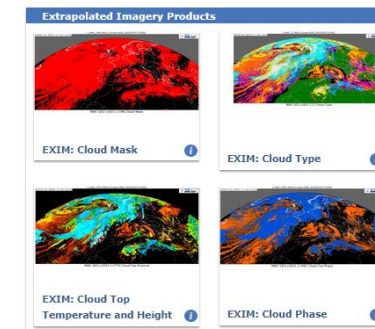 Extrapolated Imagery Products
EXIM: Cloud Mask
EXIM: Cloud Type
EXIM: Cloud Top
Temperature and Height
EXIM: Cloud Phase